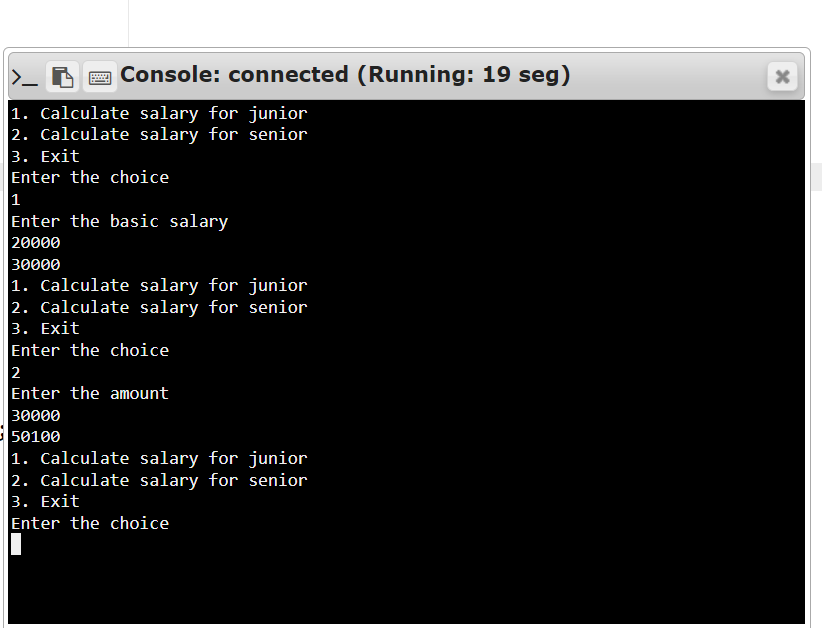 >_ Console: connected (Running: 19 seg)
1. Calculate salary for junior
2. Calculate salary for senior
3. Exit
Enter the choice
1
Enter the basic salary
20000
30000
1. Calculate salary for junior
2. Calculate salary for senior
3. Exit
Enter the choice
2
Enter the amount
30000
50100
1. Calculate salary for junior
2. Calculate salary for senior
3. Exit
Enter the choice